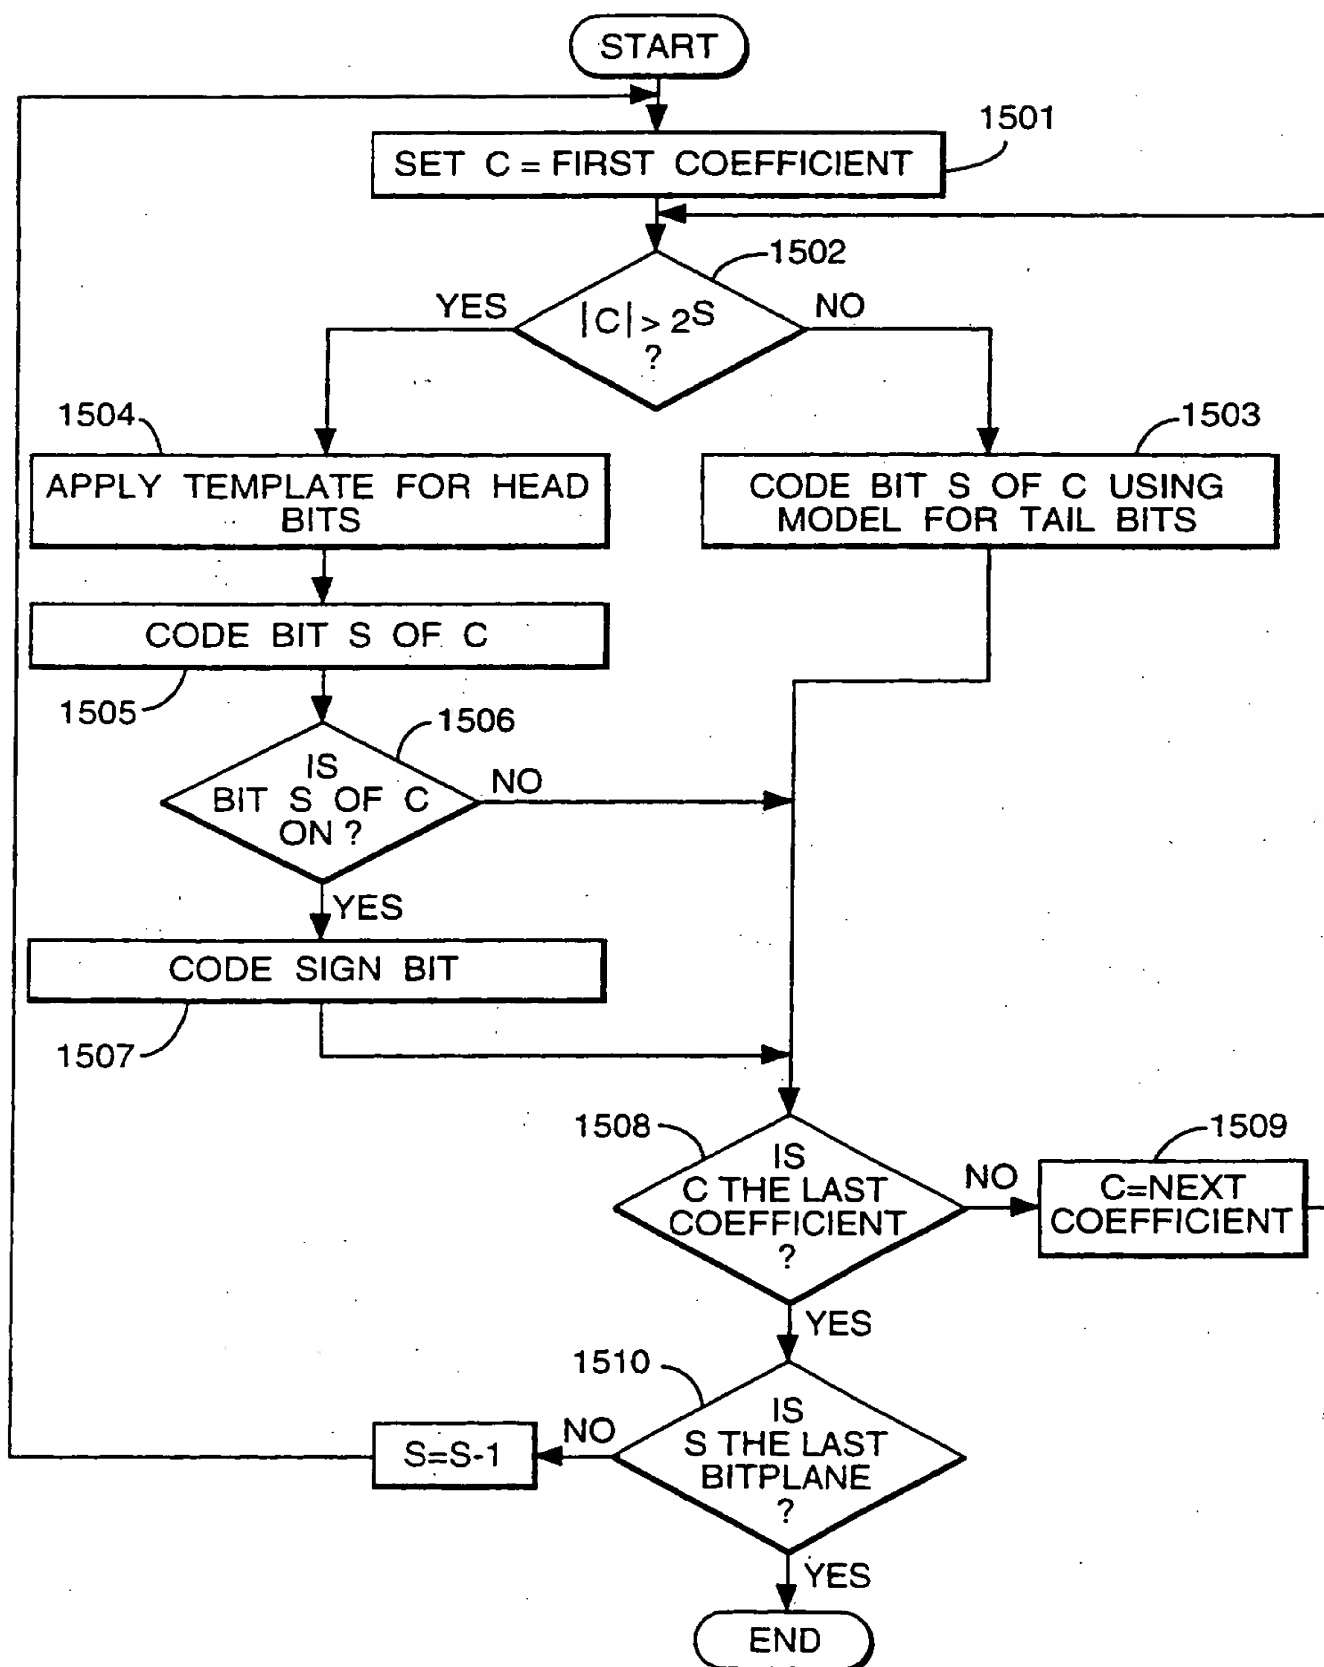 START
1501
SET C = FIRST COEFFICIENT
1502
YES
|C| > 2^S
?
NO
1504
1503
APPLY TEMPLATE FOR HEAD
BITS
CODE BIT S OF C USING
MODEL FOR TAIL BITS
CODE BIT S OF C
1505
1506
IS
BIT S OF C
ON ?
NO
YES
CODE SIGN BIT
1507
1508
IS
C THE LAST
COEFFICIENT
?
NO
1509
C=NEXT
COEFFICIENT
YES
1510
IS
S THE LAST
BITPLANE
?
NO
S=S-1
YES
END